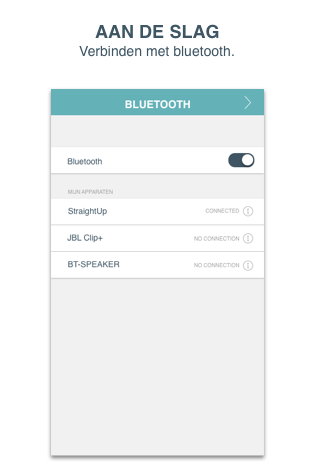 AAN DE SLAG
Verbinden met bluetooth.
BLUETOOTH
Bluetooth
MIJN APPARATEN
StraightUp CONNECTED
JBL Clip+ NO CONNECTION
BT-SPEAKER NO CONNECTION